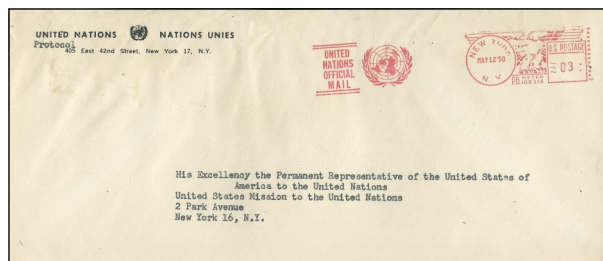 UNITED NATIONS NATIONS UNIES
Protocol
405 East 42nd Street, New York 17, N.Y.
UNITED
NATIONS
OFFICIAL
MAIL
NEW YORK
MAY 12 '50
N Y
U.S. POSTAGE
03
METER
P.B. 108314
His Excellency the Permanent Representative of the United States of
America to the United Nations
United States Mission to the United Nations
2 Park Avenue
New York 16, N.Y.